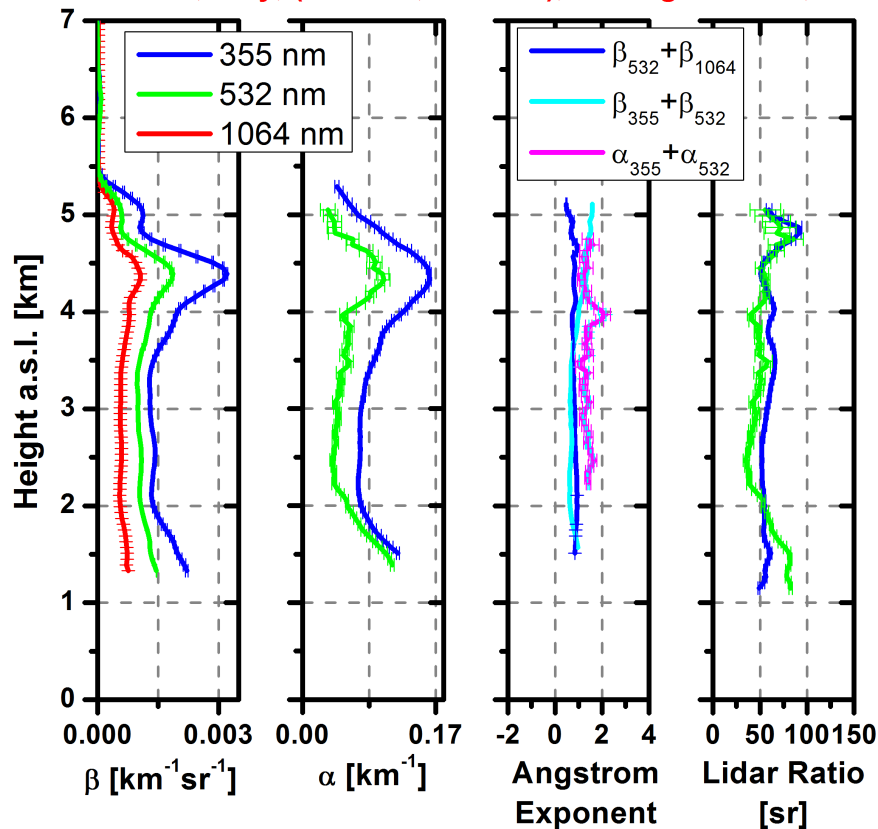 7
6
5
4
3
2
1
0
Height a.s.l. [km]
355 nm
532 nm
1064 nm
β532+β1064
β355+β532
α355+α532
0.000 0.003 0.00 0.17 -2 0 2 4 0 50 100 150
β [km-1sr-1] α [km-1] Angstrom Lidar Ratio
Exponent [sr]